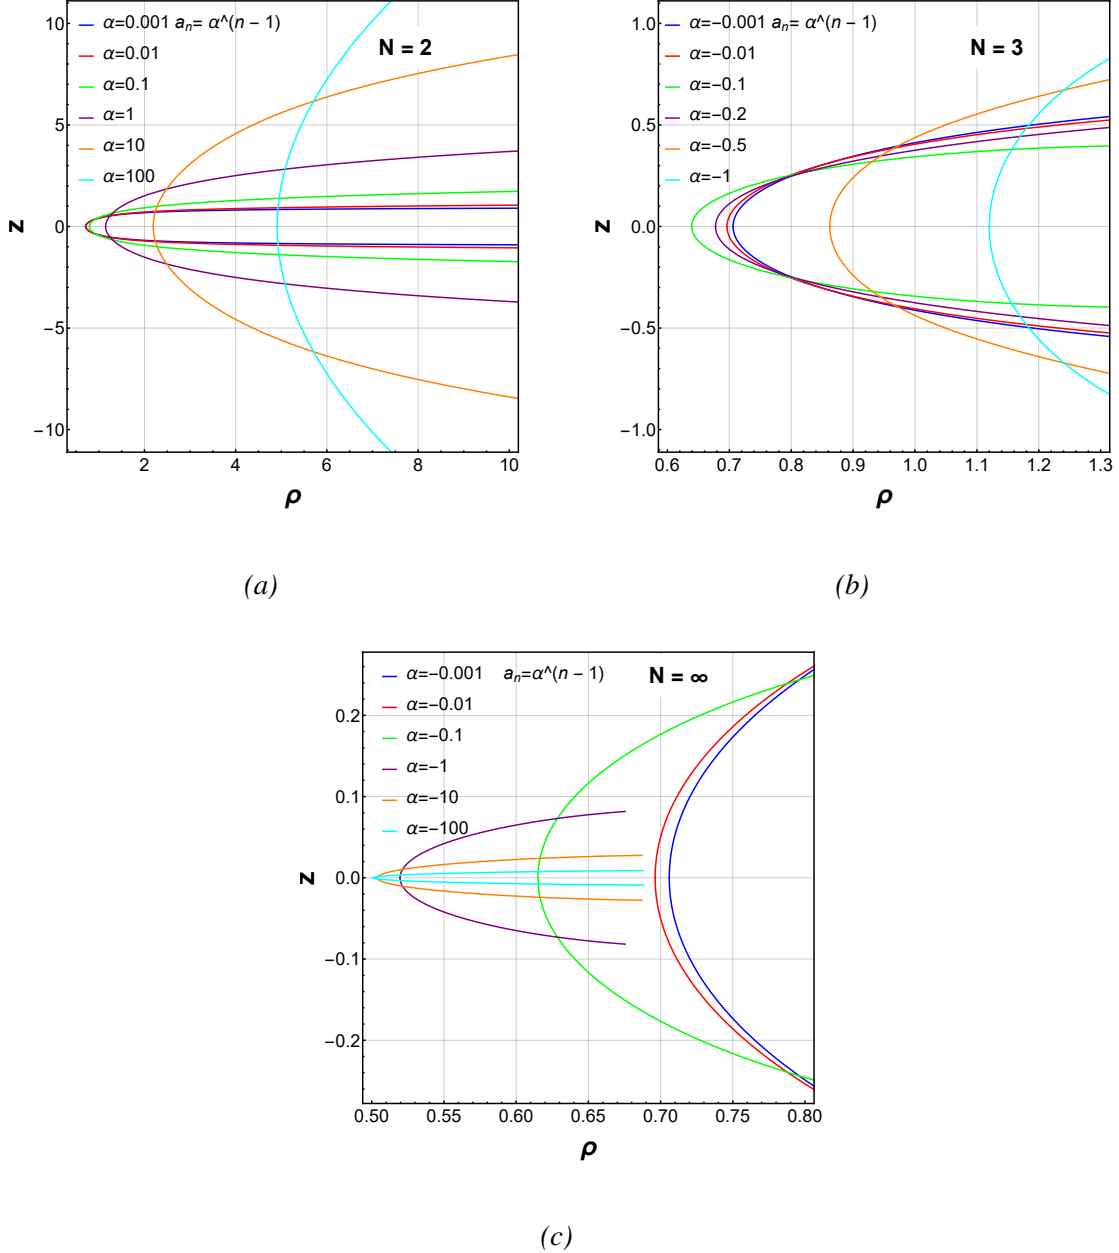 α=0.001 aₙ= α^(n − 1)
α=0.01
α=0.1
α=1
α=10
α=100
N = 2
10
5
0
−5
−10
z
2 4 6 8 10
ρ
(a)
α=−0.001 aₙ= α^(n − 1)
α=−0.01
α=−0.1
α=−0.2
α=−0.5
α=−1
N = 3
1.0
0.5
0.0
−0.5
−1.0
z
0.6 0.7 0.8 0.9 1.0 1.1 1.2 1.3
ρ
(b)
α=−0.001 aₙ=α^(n − 1)
α=−0.01
α=−0.1
α=−1
α=−10
α=−100
N = ∞
0.2
0.1
0.0
−0.1
−0.2
z
0.50 0.55 0.60 0.65 0.70 0.75 0.80
ρ
(c)